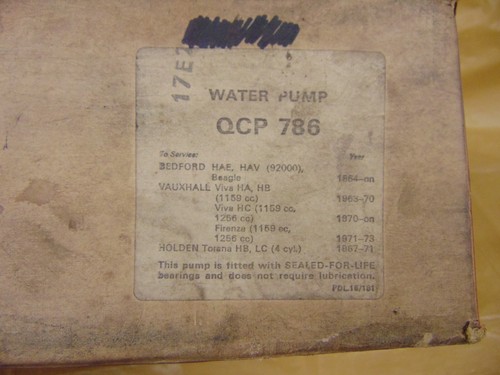 17E2
WATER PUMP
QCP 786
To Service: Year
BEDFORD HAE, HAV (92000),
Beagle 1964-on
VAUXHALL Viva HA, HB
(1159 cc) 1963-70
Viva HC (1159 cc,
1256 cc) 1970-on
Firenza (1159 cc,
1256 cc) 1971-73
HOLDEN Torana HB, LC (4 cyl.) 1967-71
This pump is fitted with SEALED-FOR-LIFE
bearings and does not require lubrication.
PDL16/181